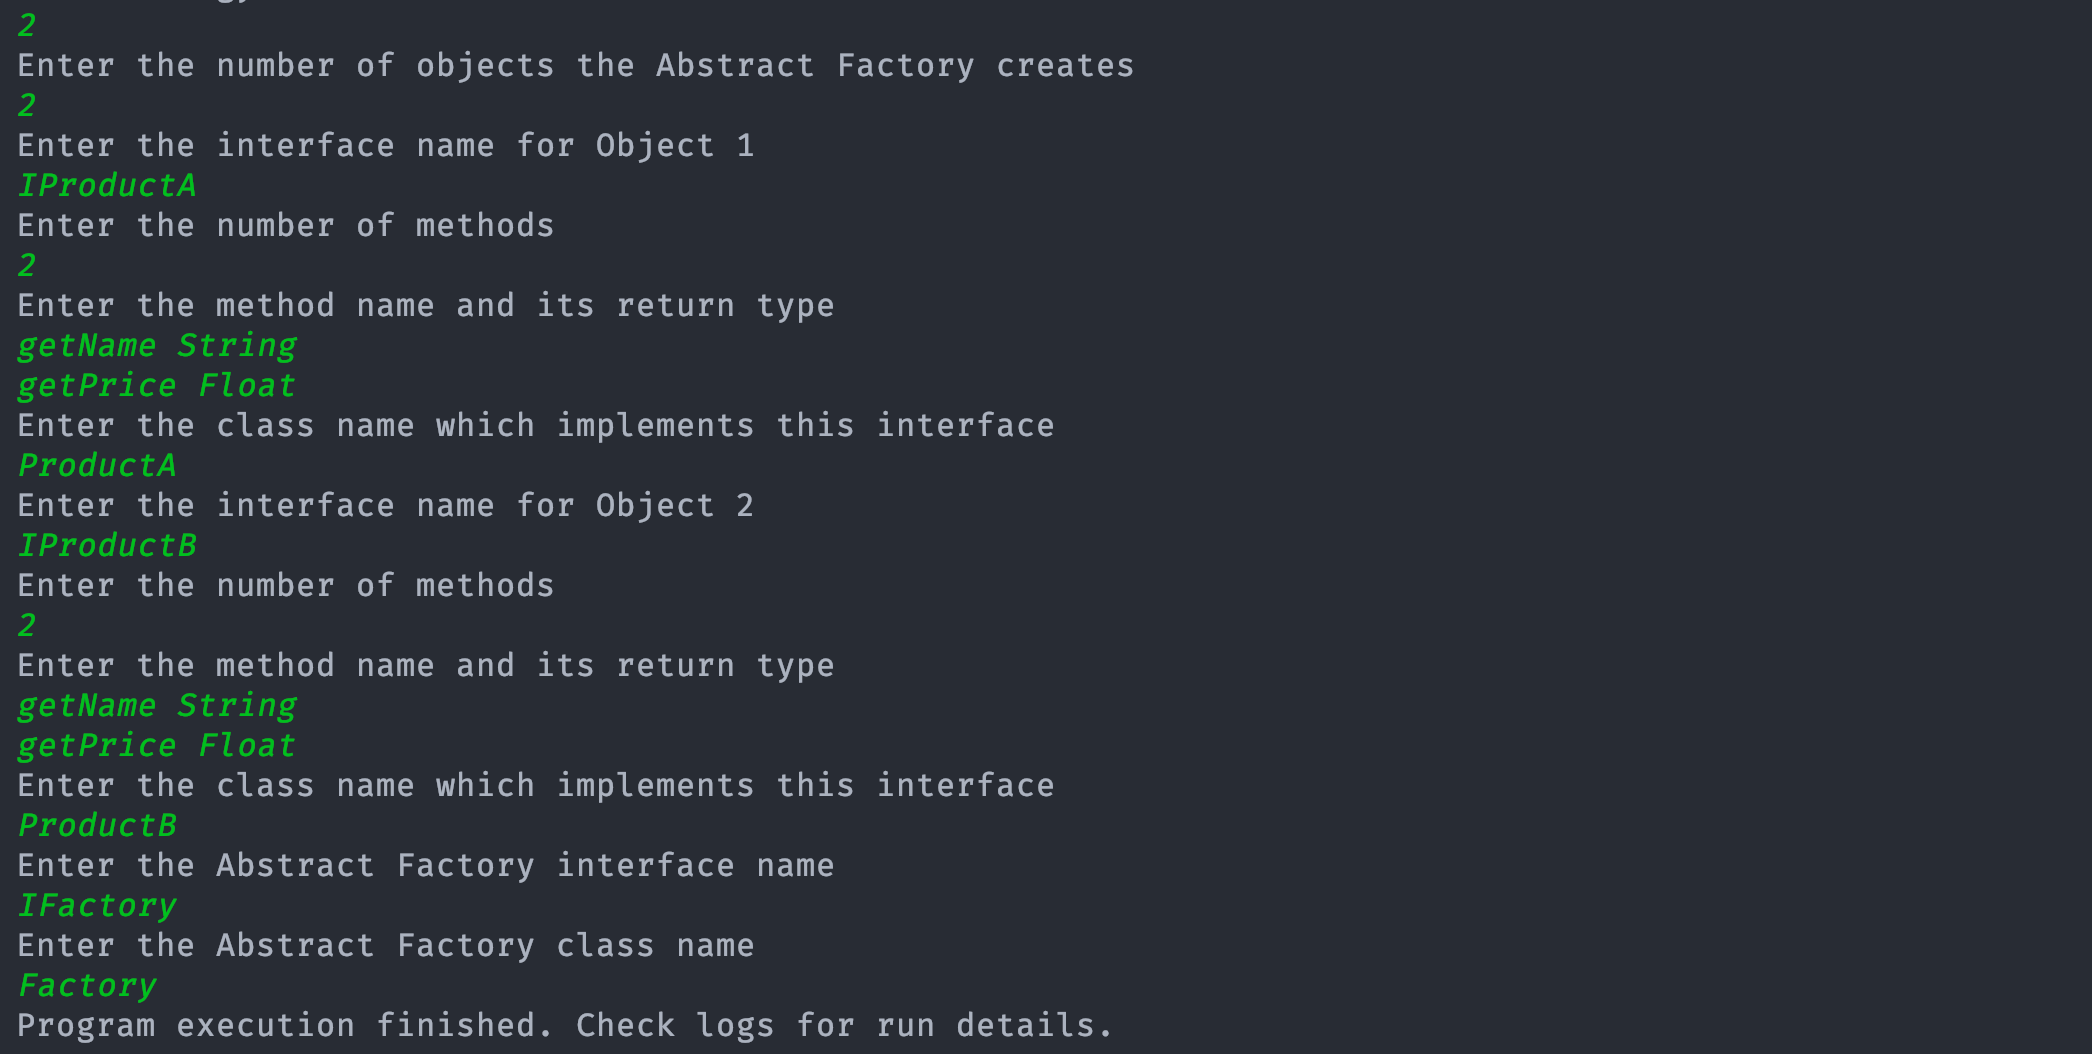 2
Enter the number of objects the Abstract Factory creates
2
Enter the interface name for Object 1
IProductA
Enter the number of methods
2
Enter the method name and its return type
getName String
getPrice Float
Enter the class name which implements this interface
ProductA
Enter the interface name for Object 2
IProductB
Enter the number of methods
2
Enter the method name and its return type
getName String
getPrice Float
Enter the class name which implements this interface
ProductB
Enter the Abstract Factory interface name
IFactory
Enter the Abstract Factory class name
Factory
Program execution finished. Check logs for run details.